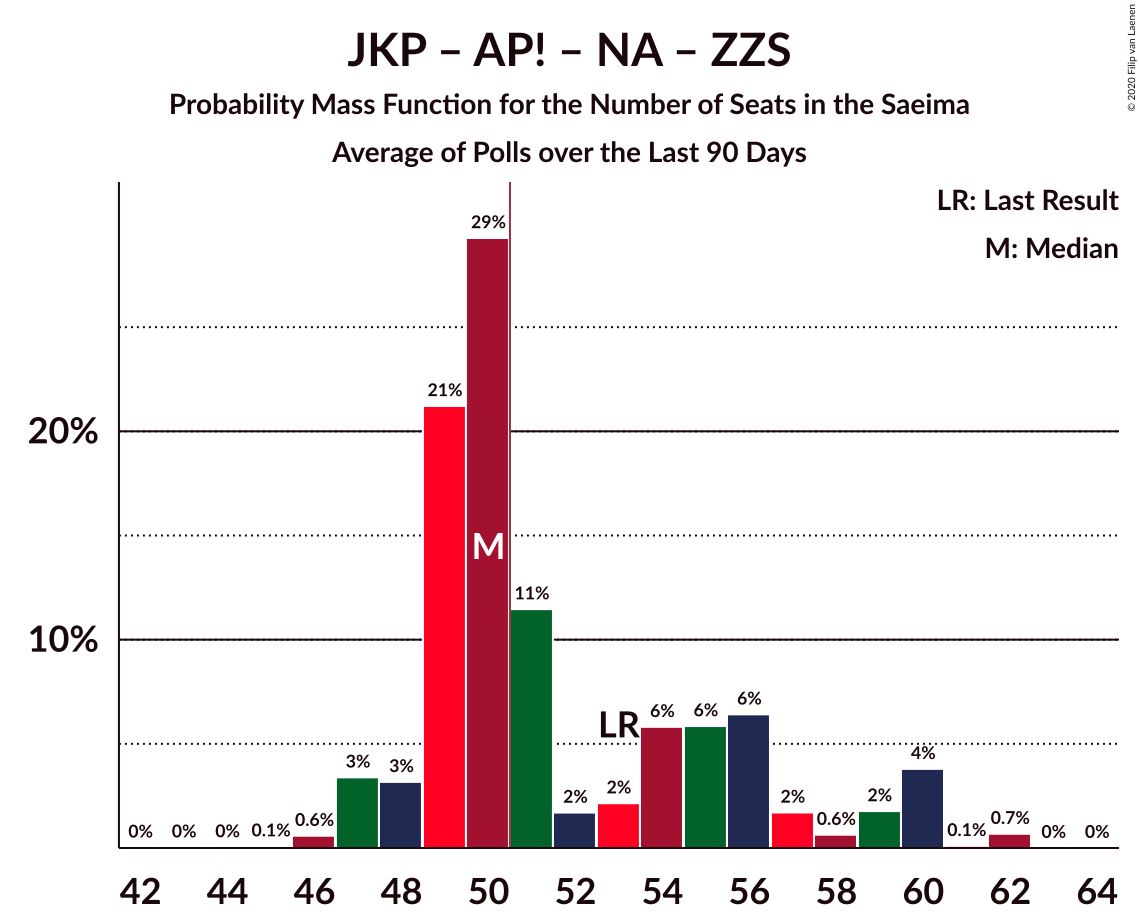 JKP – AP! – NA – ZZS
Probability Mass Function for the Number of Seats in the Saeima
Average of Polls over the Last 90 Days
© 2020 Filip van Laenen
LR: Last Result
M: Median
20%
10%
0%
0%
0%
0.1%
0.6%
3%
3%
21%
29%
11%
2%
2%
6%
6%
6%
2%
0.6%
2%
4%
0.1%
0.7%
0%
0%
M
LR
42 44 46 48 50 52 54 56 58 60 62 64